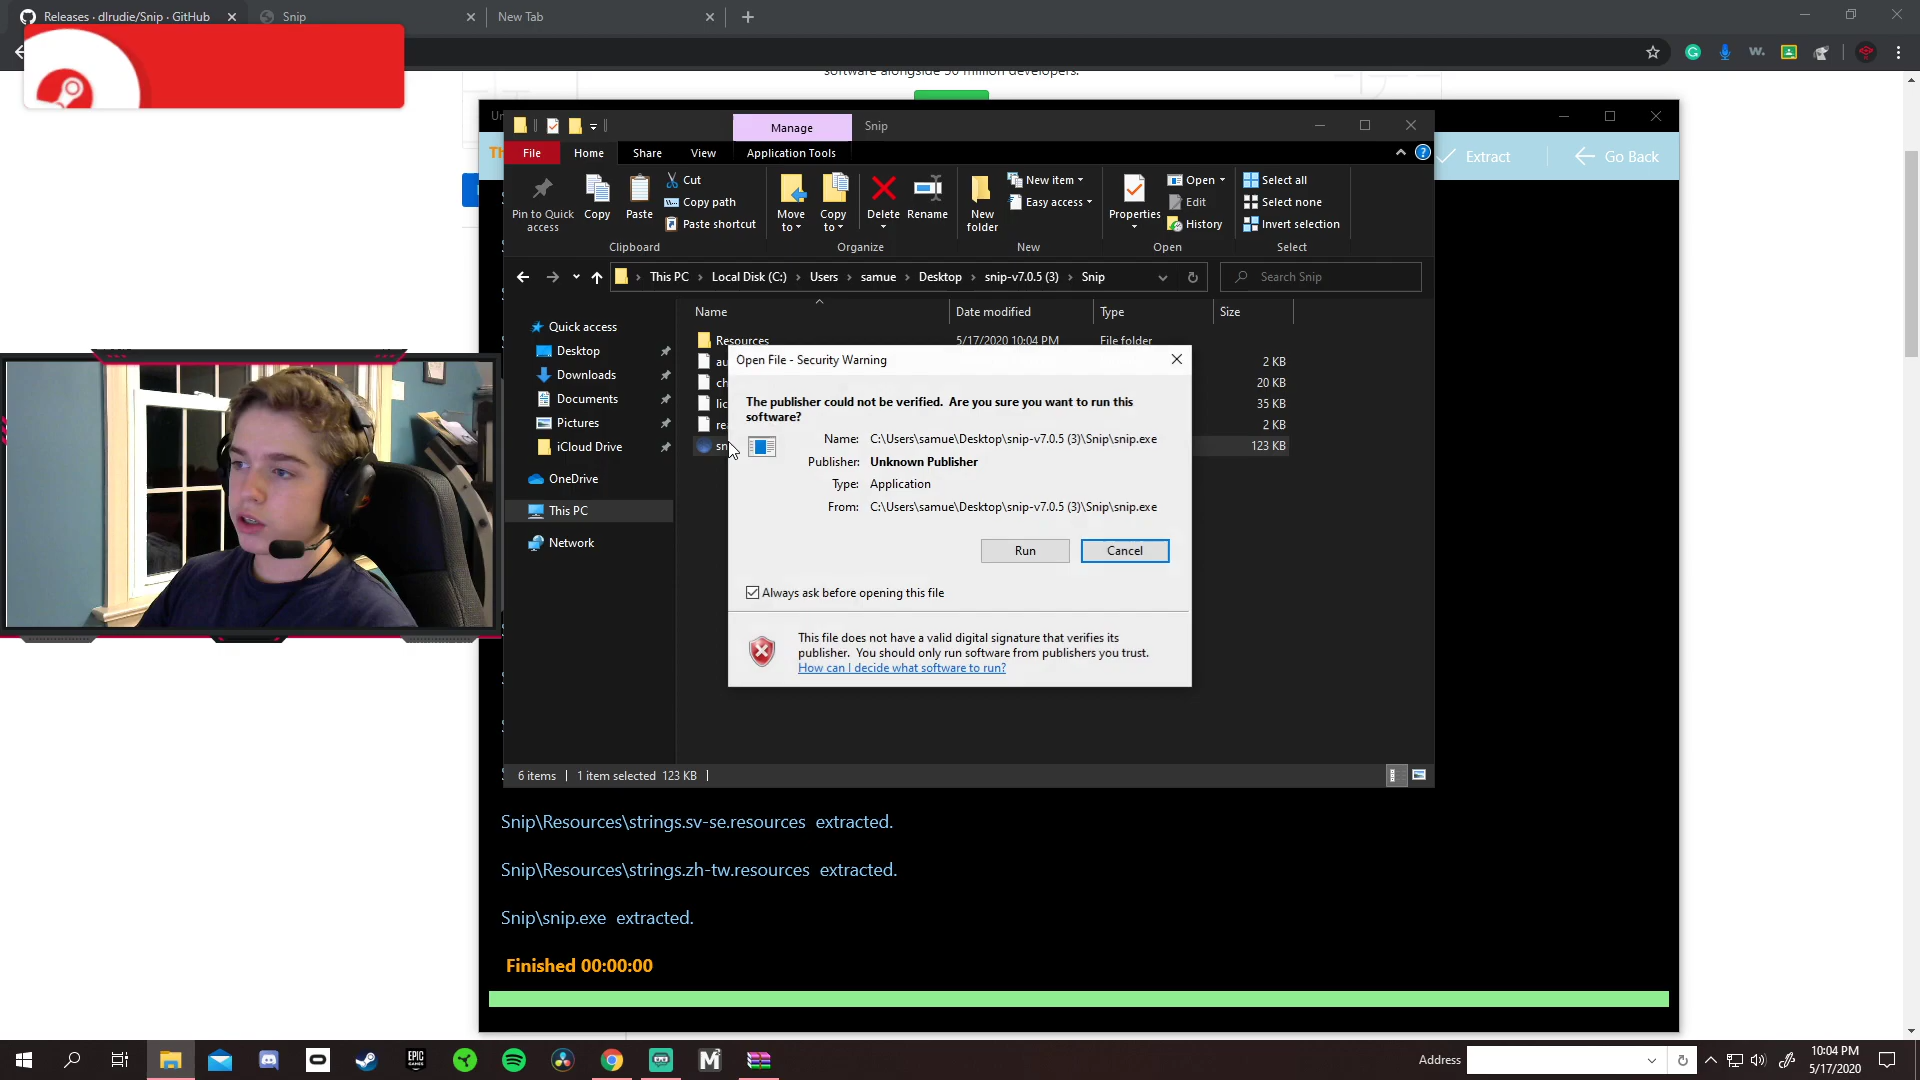 Releases · dlrudie/Snip · GitHub
Snip
New Tab
software alongside 50 million developers.
Manage
Snip
File
Home
Share
View
Application Tools
Extract
Go Back
Pin to Quick access
Copy
Paste
Cut
Copy path
Paste shortcut
Move to
Copy to
Delete
Rename
New folder
New item
Easy access
Properties
Open
Edit
History
Select all
Select none
Invert selection
Clipboard
Organize
New
Open
Select
This PC
Local Disk (C:)
Users
samue
Desktop
snip-v7.0.5 (3)
Snip
Search Snip
Name
Date modified
Type
Size
Quick access
Desktop
Downloads
Documents
Pictures
iCloud Drive
OneDrive
This PC
Network
Resources
5/17/2020 10:04 PM
File folder
2 KB
20 KB
35 KB
2 KB
123 KB
Open File - Security Warning
The publisher could not be verified. Are you sure you want to run this
software?
Name: C:\Users\samue\Desktop\snip-v7.0.5 (3)\Snip\snip.exe
Publisher: Unknown Publisher
Type: Application
From: C:\Users\samue\Desktop\snip-v7.0.5 (3)\Snip\snip.exe
Run
Cancel
Always ask before opening this file
This file does not have a valid digital signature that verifies its
publisher. You should only run software from publishers you trust.
How can I decide what software to run?
6 items
1 item selected 123 KB
Snip\Resources\strings.sv-se.resources extracted.
Snip\Resources\strings.zh-tw.resources extracted.
Snip\snip.exe extracted.
Finished 00:00:00
EPIC GAMES
Address
10:04 PM
5/17/2020